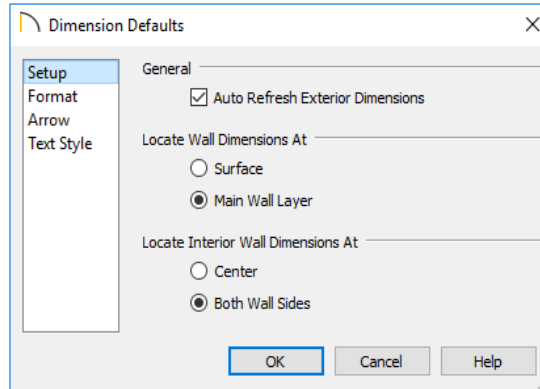 Dimension Defaults
Setup
Format
Arrow
Text Style
General
Auto Refresh Exterior Dimensions
Locate Wall Dimensions At
Surface
Main Wall Layer
Locate Interior Wall Dimensions At
Center
Both Wall Sides
OK
Cancel
Help